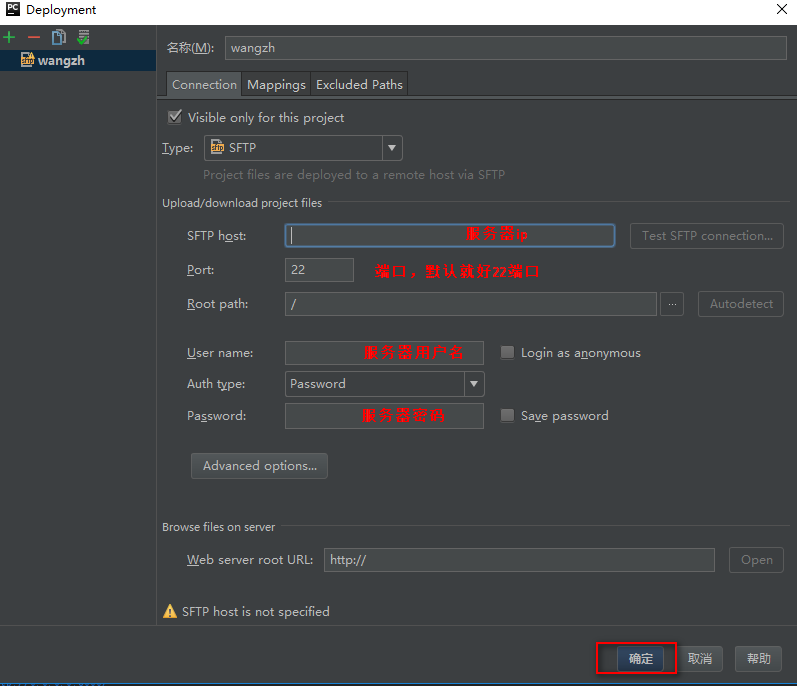 PC Deployment
wangzh
名称(M): wangzh
Connection Mappings Excluded Paths
Visible only for this project
Type: SFTP
Project files are deployed to a remote host via SFTP
Upload/download project files
SFTP host: 服务器ip Test SFTP connection...
Port: 22 端口，默认就好22端口
Root path: / ... Autodetect
User name: 服务器用户名 Login as anonymous
Auth type: Password
Password: 服务器密码 Save password
Advanced options...
Browse files on server
Web server root URL: http:// Open
SFTP host is not specified
确定 取消 帮助